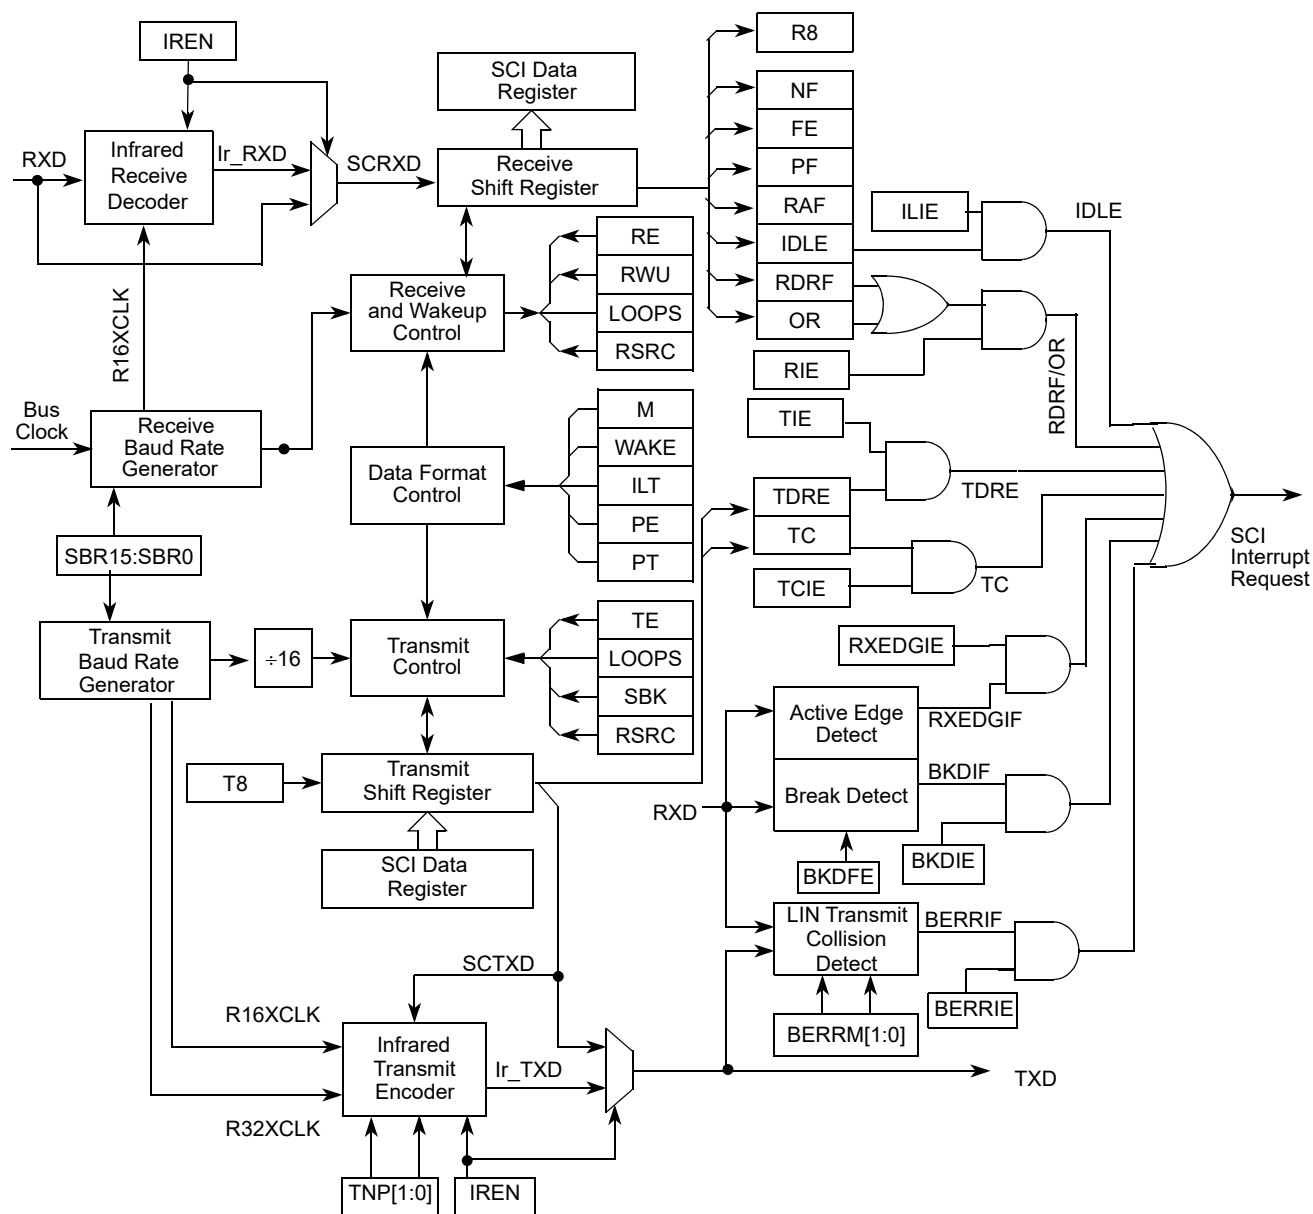 IREN
SCI Data
Register
R8
NF
FE
PF
RAF
IDLE
RDRF
OR
RXD
Infrared
Receive
Decoder
Ir_RXD
SCRXD
Receive
Shift Register
ILIE
IDLE
R16XCLK
Receive
and Wakeup
Control
RE
RWU
LOOPS
RSRC
RIE
RDRF/OR
Bus
Clock
Receive
Baud Rate
Generator
M
WAKE
ILT
PE
PT
Data Format
Control
TIE
TDRE
TC
TDRE
TCIE
TC
SCI
Interrupt
Request
SBR15:SBR0
Transmit
Baud Rate
Generator
÷16
Transmit
Control
TE
LOOPS
SBK
RSRC
RXEDGIE
Active Edge
Detect
RXEDGIF
T8
Transmit
Shift Register
RXD
Break Detect
BKDIF
BKDIE
BKDFE
SCI Data
Register
LIN Transmit
Collision
Detect
BERRIF
BERRIE
BERRM[1:0]
SCTXD
R16XCLK
Infrared
Transmit
Encoder
Ir_TXD
TXD
R32XCLK
TNP[1:0]
IREN